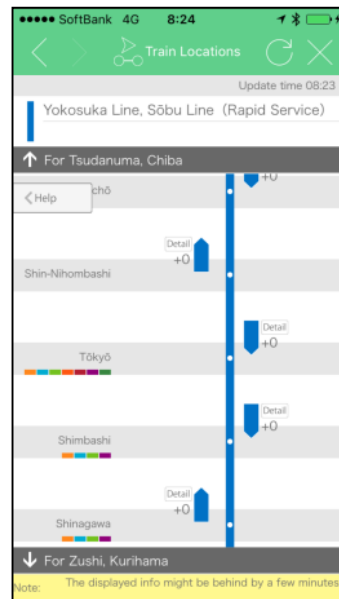 SoftBank 4G 8:24
Train Locations
Update time 08:23
Yokosuka Line, Sōbu Line (Rapid Service)
↑ For Tsudanuma, Chiba
+0
<Help
chō
Detail
+0
Shin-Nihombashi
Detail
+0
Tōkyō
Detail
+0
Shimbashi
Detail
+0
Shinagawa
↓ For Zushi, Kurihama
Note: The displayed info might be behind by a few minutes